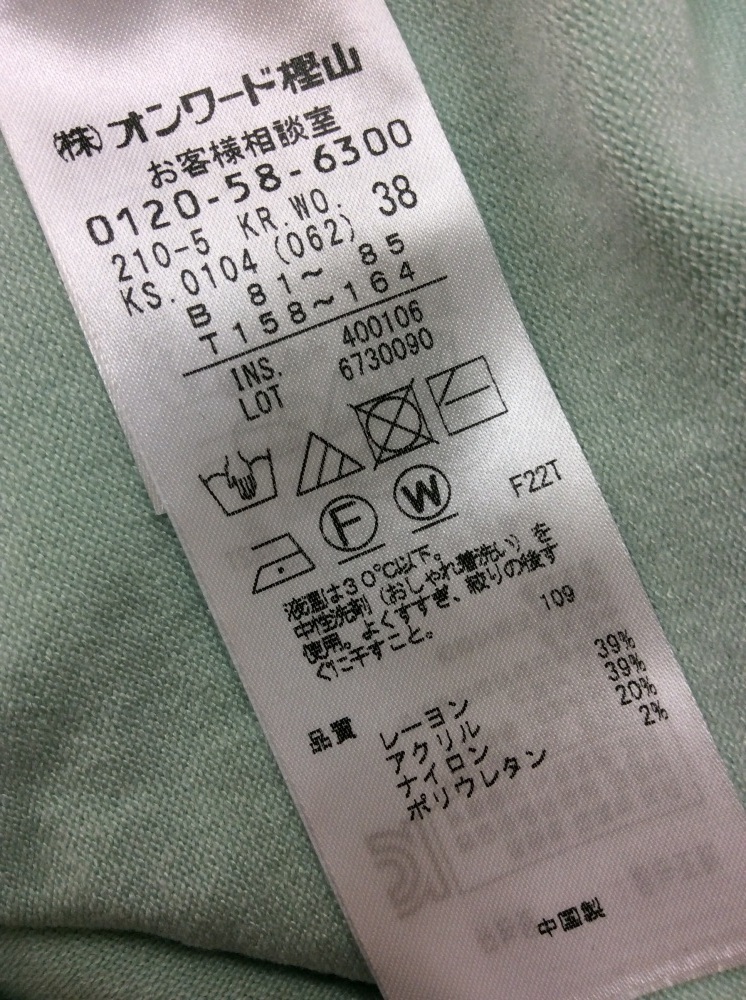 (株)オンワード樫山
お客様相談室
0120-58-6300
210-5 KR.WO. 38
KS.0104 (062)
B 81～ 85
T 158～164
INS. 400106
LOT 6730090
F W
F22T
液温は30℃以下。
中性洗剤(おしゃれ着洗い)を
使用。よくすすぎ、絞りの後す
ぐに干すこと。
109
品質 レーヨン 39%
アクリル 39%
ナイロン 20%
ポリウレタン 2%
中国製